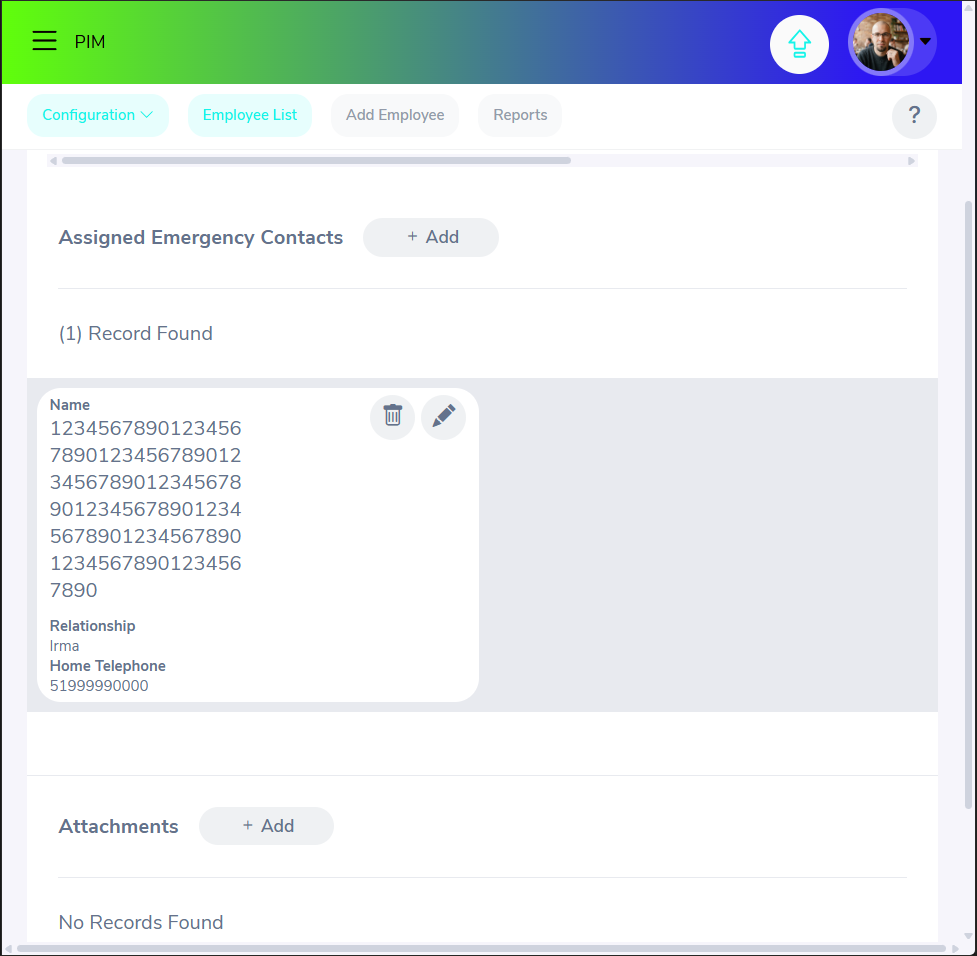 PIM
Configuration
Employee List
Add Employee
Reports
?
Assigned Emergency Contacts
+ Add
(1) Record Found
Name
1234567890123456
7890123456789012
3456789012345678
9012345678901234
5678901234567890
1234567890123456
7890
Relationship
Irma
Home Telephone
51999990000
Attachments
+ Add
No Records Found